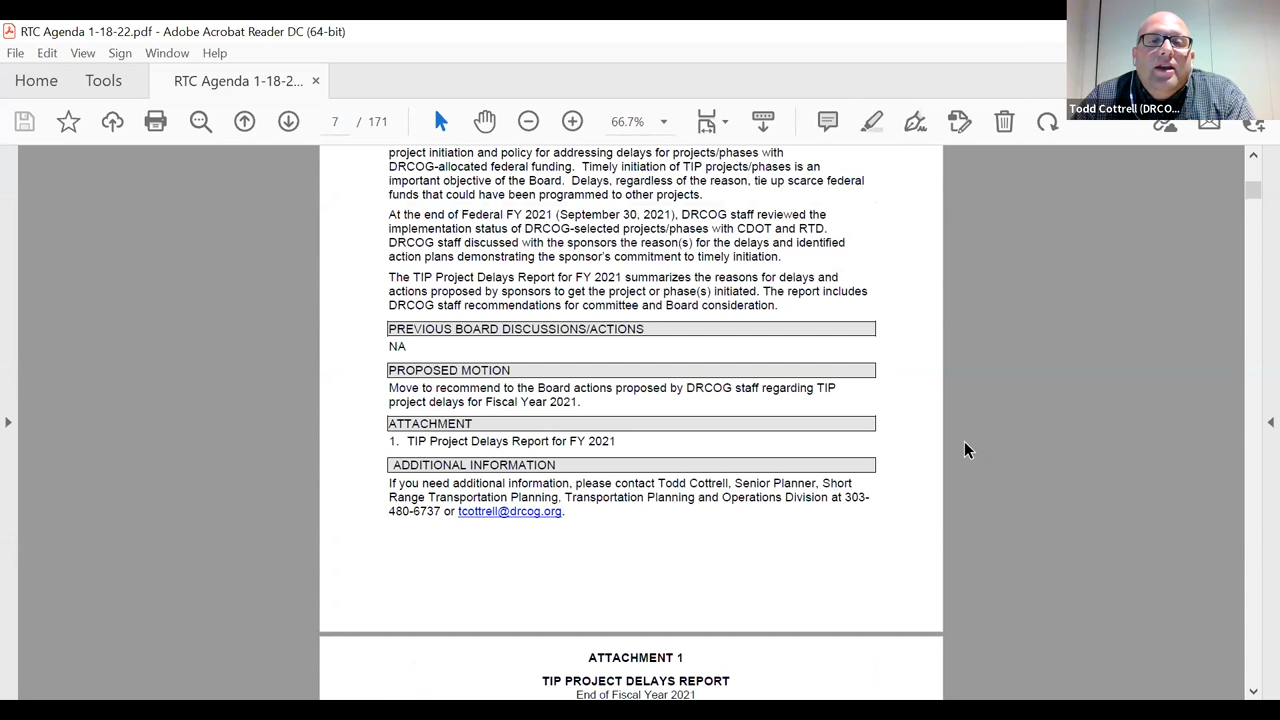 RTC Agenda 1-18-22.pdf - Adobe Acrobat Reader DC (64-bit)
File Edit View Sign Window Help
Home Tools RTC Agenda 1-18-2... ×
7 / 171 66.7%
Todd Cottrell (DRCO...
project initiation and policy for addressing delays for projects/phases with
DRCOG-allocated federal funding. Timely initiation of TIP projects/phases is an
important objective of the Board. Delays, regardless of the reason, tie up scarce federal
funds that could have been programmed to other projects.
At the end of Federal FY 2021 (September 30, 2021), DRCOG staff reviewed the
implementation status of DRCOG-selected projects/phases with CDOT and RTD.
DRCOG staff discussed with the sponsors the reason(s) for the delays and identified
action plans demonstrating the sponsor's commitment to timely initiation.
The TIP Project Delays Report for FY 2021 summarizes the reasons for delays and
actions proposed by sponsors to get the project or phase(s) initiated. The report includes
DRCOG staff recommendations for committee and Board consideration.
PREVIOUS BOARD DISCUSSIONS/ACTIONS
NA
PROPOSED MOTION
Move to recommend to the Board actions proposed by DRCOG staff regarding TIP
project delays for Fiscal Year 2021.
ATTACHMENT
1. TIP Project Delays Report for FY 2021
ADDITIONAL INFORMATION
If you need additional information, please contact Todd Cottrell, Senior Planner, Short
Range Transportation Planning, Transportation Planning and Operations Division at 303-
480-6737 or tcottrell@drcog.org.
ATTACHMENT 1
TIP PROJECT DELAYS REPORT
End of Fiscal Year 2021